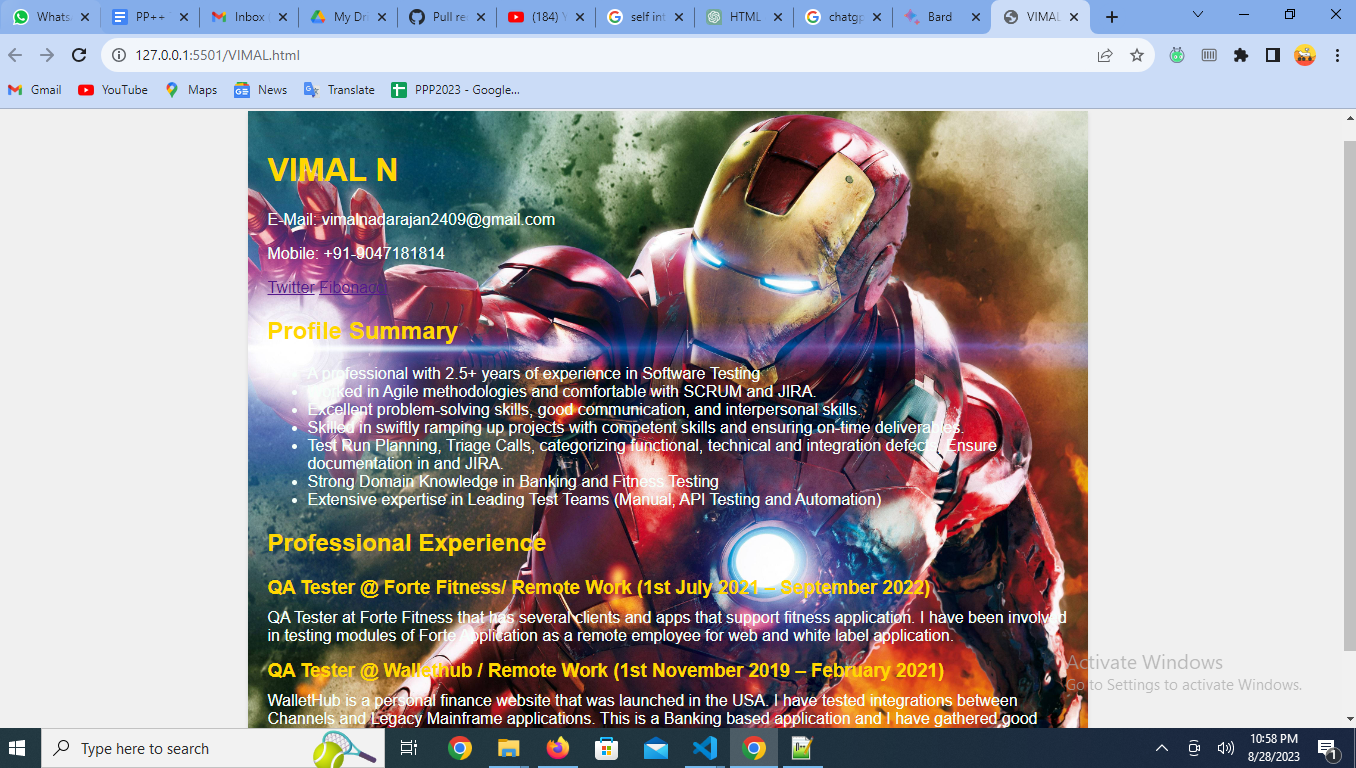 Whats
PP++
Inbox
My Dri
Pull re
(184) Y
self int
HTML
chatgp
Bard
VIMAL
127.0.0.1:5501/VIMAL.html
Gmail
YouTube
Maps
News
Translate
PPP2023 - Google...
VIMAL N
E-Mail: vimalnadarajan2409@gmail.com
Mobile: +91-9047181814
Twitter Fibonacci
Profile Summary
A professional with 2.5+ years of experience in Software Testing
Worked in Agile methodologies and comfortable with SCRUM and JIRA.
Excellent problem-solving skills, good communication, and interpersonal skills.
Skilled in swiftly ramping up projects with competent skills and ensuring on-time deliverables.
Test Run Planning, Triage Calls, categorizing functional, technical and integration defects. Ensure
documentation in and JIRA.
Strong Domain Knowledge in Banking and Fitness Testing
Extensive expertise in Leading Test Teams (Manual, API Testing and Automation)
Professional Experience
QA Tester @ Forte Fitness/ Remote Work (1st July 2021 – September 2022)
QA Tester at Forte Fitness that has several clients and apps that support fitness application. I have been involved
in testing modules of Forte Application as a remote employee for web and white label application.
QA Tester @ Wallethub / Remote Work (1st November 2019 – February 2021)
WalletHub is a personal finance website that was launched in the USA. I have tested integrations between
Channels and Legacy Mainframe applications. This is a Banking based application and I have gathered good
Activate Windows
Go to Settings to activate Windows.
Type here to search
10:58 PM
8/28/2023
1